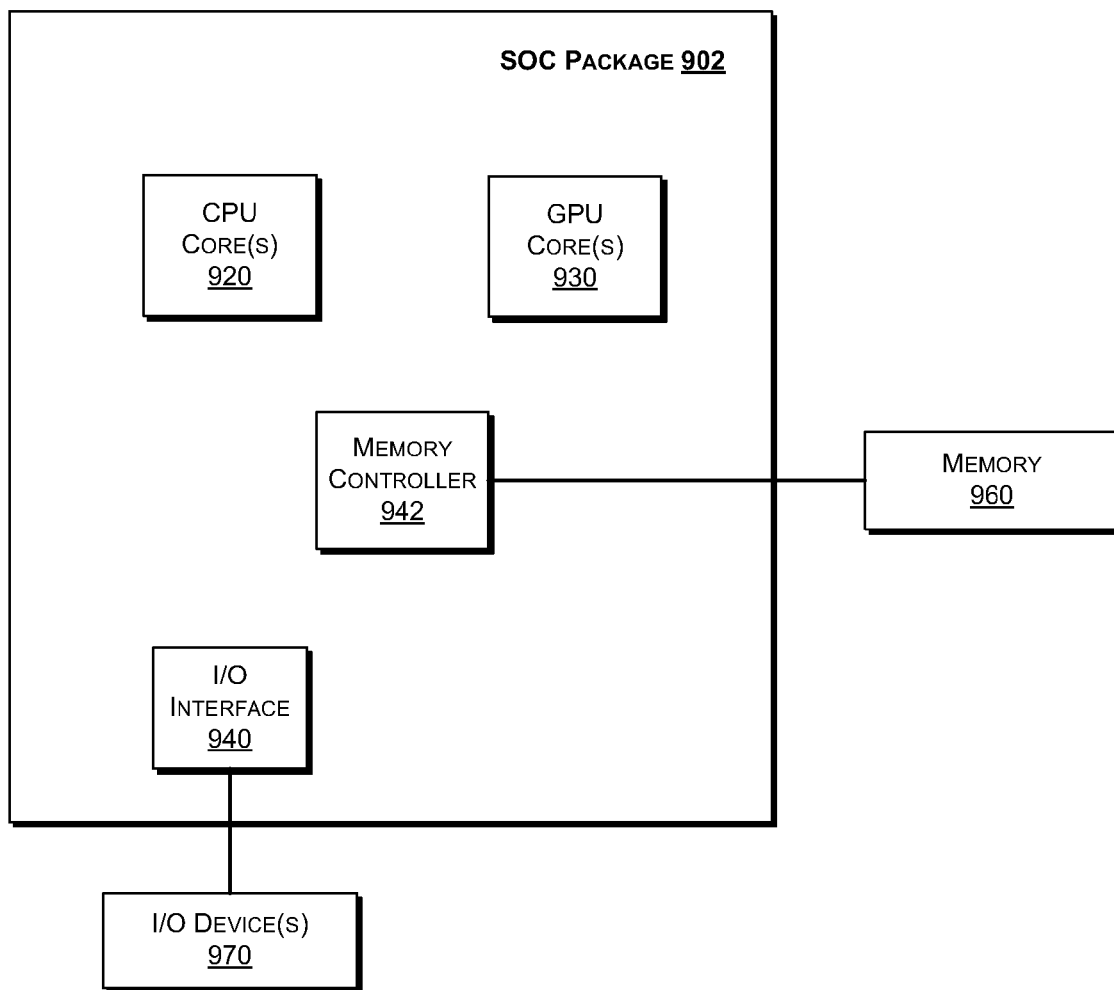 SOC PACKAGE 902
CPU
CORE(S)
920
GPU
CORE(S)
930
MEMORY
CONTROLLER
942
MEMORY
960
I/O
INTERFACE
940
I/O DEVICE(S)
970